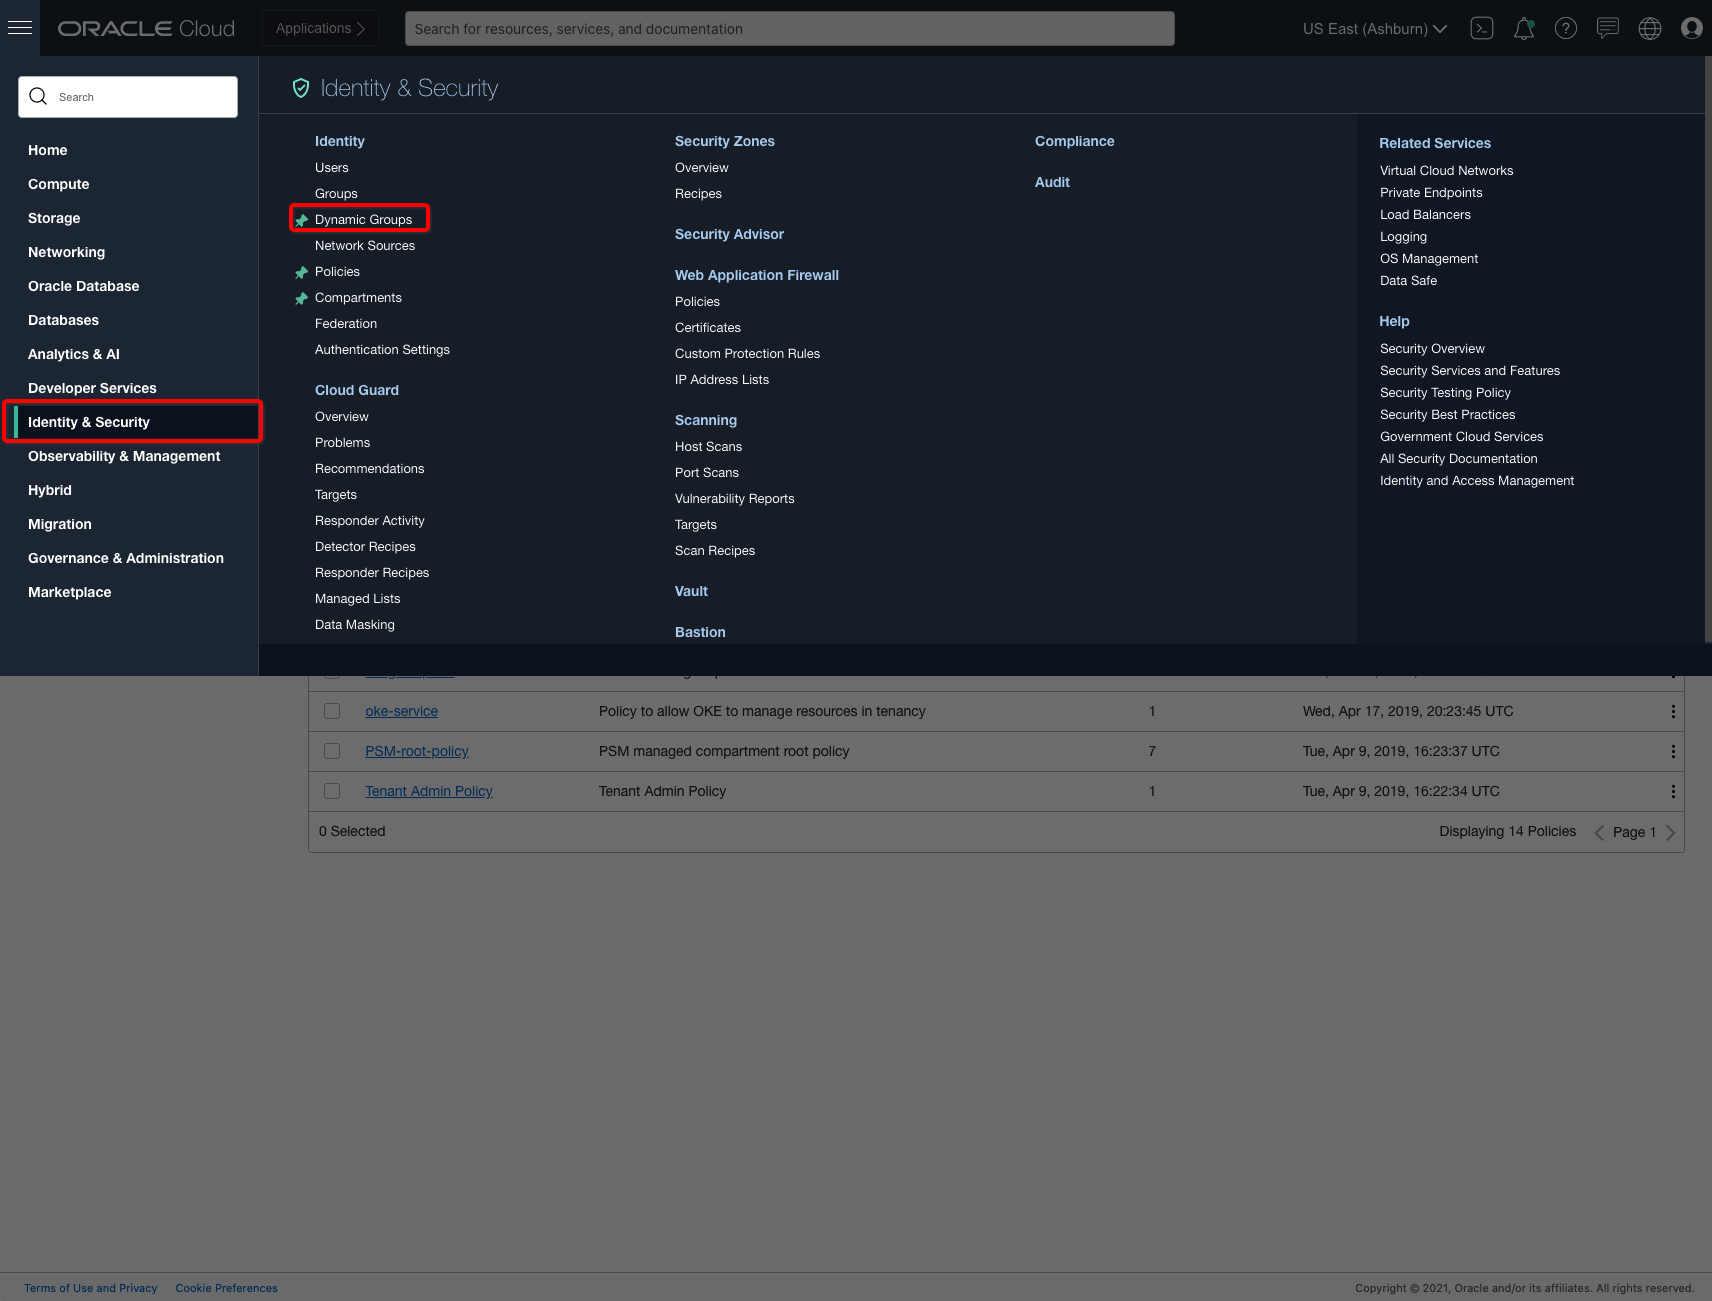 ORACLE Cloud
Applications
Search for resources, services, and documentation
US East (Ashburn)
Search
Home
Compute
Storage
Networking
Oracle Database
Databases
Analytics & AI
Developer Services
Identity & Security
Observability & Management
Hybrid
Migration
Governance & Administration
Marketplace
Identity & Security
Identity
Users
Groups
Dynamic Groups
Network Sources
Policies
Compartments
Federation
Authentication Settings
Cloud Guard
Overview
Problems
Recommendations
Targets
Responder Activity
Detector Recipes
Responder Recipes
Managed Lists
Data Masking
Security Zones
Overview
Recipes
Security Advisor
Web Application Firewall
Policies
Certificates
Custom Protection Rules
IP Address Lists
Scanning
Host Scans
Port Scans
Vulnerability Reports
Targets
Scan Recipes
Vault
Bastion
Compliance
Audit
Related Services
Virtual Cloud Networks
Private Endpoints
Load Balancers
Logging
OS Management
Data Safe
Help
Security Overview
Security Services and Features
Security Testing Policy
Security Best Practices
Government Cloud Services
All Security Documentation
Identity and Access Management
oke-service Policy to allow OKE to manage resources in tenancy 1 Wed, Apr 17, 2019, 20:23:45 UTC
PSM-root-policy PSM managed compartment root policy 7 Tue, Apr 9, 2019, 16:23:37 UTC
Tenant Admin Policy Tenant Admin Policy 1 Tue, Apr 9, 2019, 16:22:34 UTC
0 Selected Displaying 14 Policies Page 1
Terms of Use and Privacy Cookie Preferences Copyright © 2021, Oracle and/or its affiliates. All rights reserved.